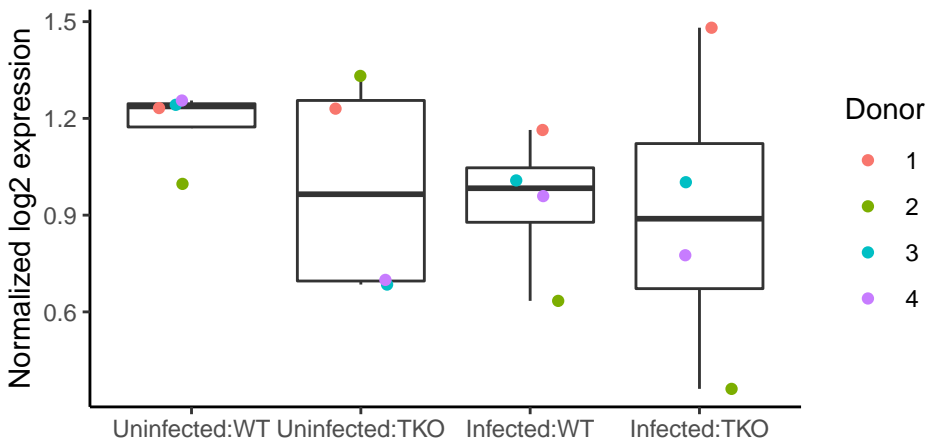 Normalized log2 expression
1.5
1.2
0.9
0.6
Uninfected:WT
Uninfected:TKO
Infected:WT
Infected:TKO
Donor
1
2
3
4